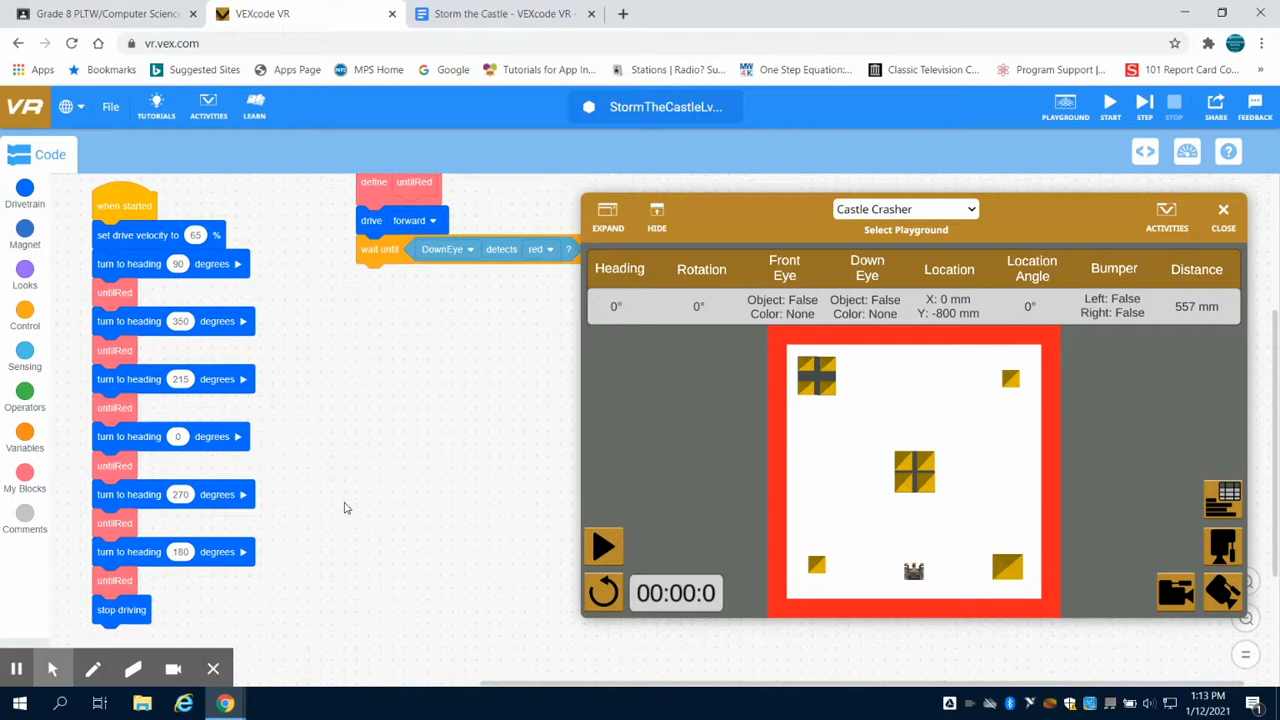 Grade 8 PLTW/Computer Science
VEXcode VR
Storm the Castle - VEXcode VR -
vr.vex.com
Apps
Bookmarks
Suggested Sites
Apps Page
MPS Home
Google
Tutorials for App In...
Stations | Radio? Su...
One Step Equation:...
Classic Television C...
Program Support |...
101 Report Card Co...
VR
File
TUTORIALS
ACTIVITIES
LEARN
StormTheCastleLv...
PLAYGROUND
START
STEP
STOP
SHARE
FEEDBACK
Code
Drivetrain
Magnet
Looks
Control
Sensing
Operators
Variables
My Blocks
Comments
when started
set drive velocity to 65 %
turn to heading 90 degrees
untilRed
turn to heading 350 degrees
untilRed
turn to heading 215 degrees
untilRed
turn to heading 0 degrees
untilRed
turn to heading 270 degrees
untilRed
turn to heading 180 degrees
untilRed
stop driving
define untilRed
drive forward
wait until DownEye detects red ?
EXPAND
HIDE
Castle Crasher
Select Playground
ACTIVITIES
CLOSE
Heading
Rotation
Front Eye
Down Eye
Location
Location Angle
Bumper
Distance
0°
0°
Object: False
Color: None
Object: False
Color: None
X: 0 mm
Y: -800 mm
0°
Left: False
Right: False
557 mm
00:00:0
1:13 PM
1/12/2021
1